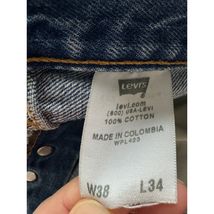 LEVI'S
levi.com
(800) USA-LEVI
100% COTTON
MADE IN COLOMBIA
WPL423
W38 L34